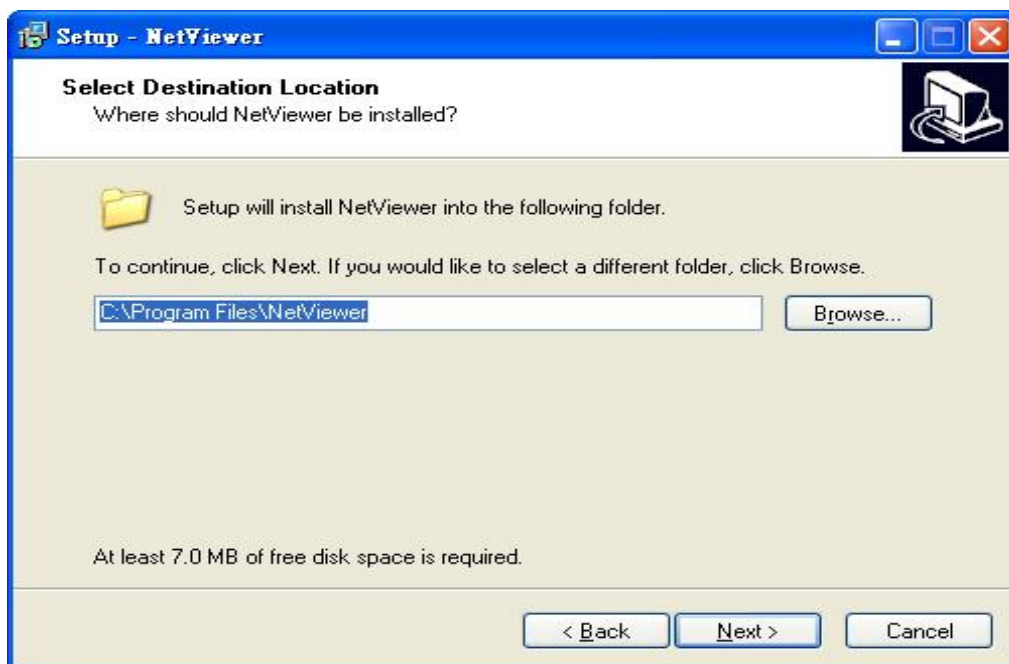 Setup - NetViewer
Select Destination Location
Where should NetViewer be installed?
Setup will install NetViewer into the following folder.
To continue, click Next. If you would like to select a different folder, click Browse.
C:\Program Files\NetViewer
Browse...
At least 7.0 MB of free disk space is required.
< Back
Next >
Cancel